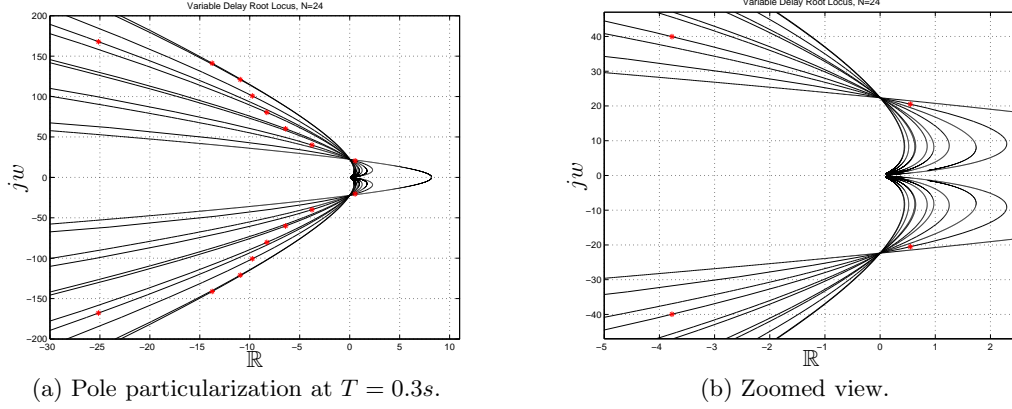 Variable Delay Root Locus, N=24
200
150
100
50
0
−50
−100
−150
−200
jw
−30 −25 −20 −15 −10 −5 0 5 10
ℝ
(a) Pole particularization at T = 0.3s.
Variable Delay Root Locus, N=24
40
30
20
10
0
−10
−20
−30
−40
jw
−5 −4 −3 −2 −1 0 1 2
ℝ
(b) Zoomed view.